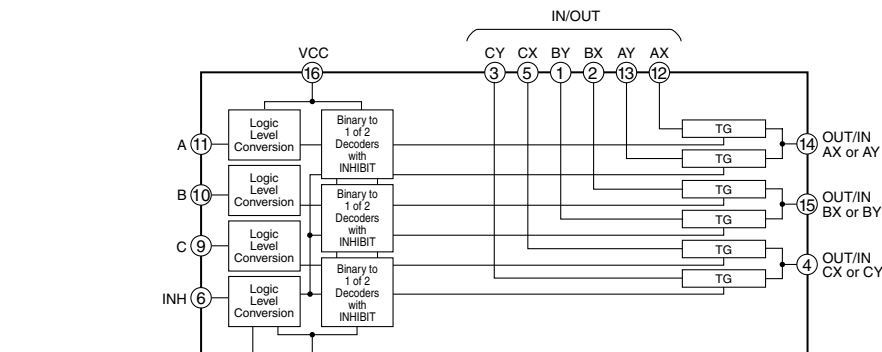 IN/OUT
VCC CY CX BY BX AY AX
16 3 5 1 2 13 12
Logic
Level
Conversion
Binary to
1 of 2
Decoders
with
INHIBIT
TG
A 11
14 OUT/IN
AX or AY
TG
Logic
Level
Conversion
Binary to
1 of 2
Decoders
with
INHIBIT
TG
B 10
15 OUT/IN
BX or BY
TG
Logic
Level
Conversion
TG
C 9
4 OUT/IN
CX or CY
Binary to
1 of 2
Decoders
with
INHIBIT
TG
Logic
Level
Conversion
INH 6